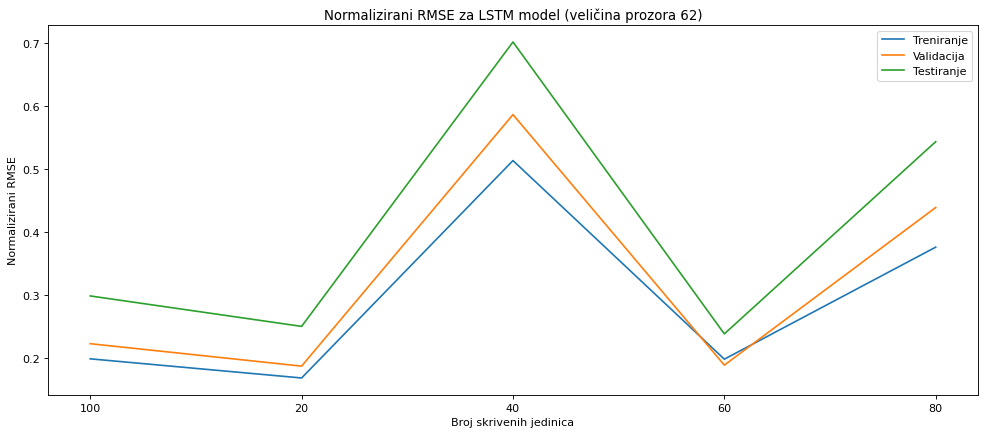 Normalizirani RMSE za LSTM model (veličina prozora 62)
Treniranje
Validacija
Testiranje
Normalizirani RMSE
0.7
0.6
0.5
0.4
0.3
0.2
100 20 40 60 80
Broj skrivenih jedinica